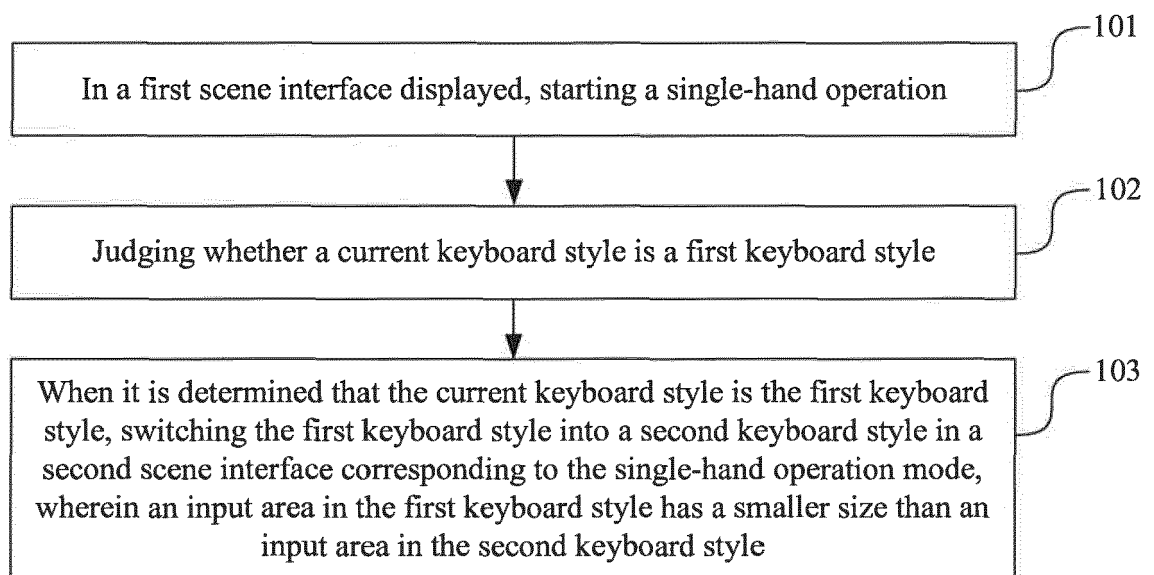 101
In a first scene interface displayed, starting a single-hand operation
102
Judging whether a current keyboard style is a first keyboard style
103
When it is determined that the current keyboard style is the first keyboard
style, switching the first keyboard style into a second keyboard style in a
second scene interface corresponding to the single-hand operation mode,
wherein an input area in the first keyboard style has a smaller size than an
input area in the second keyboard style